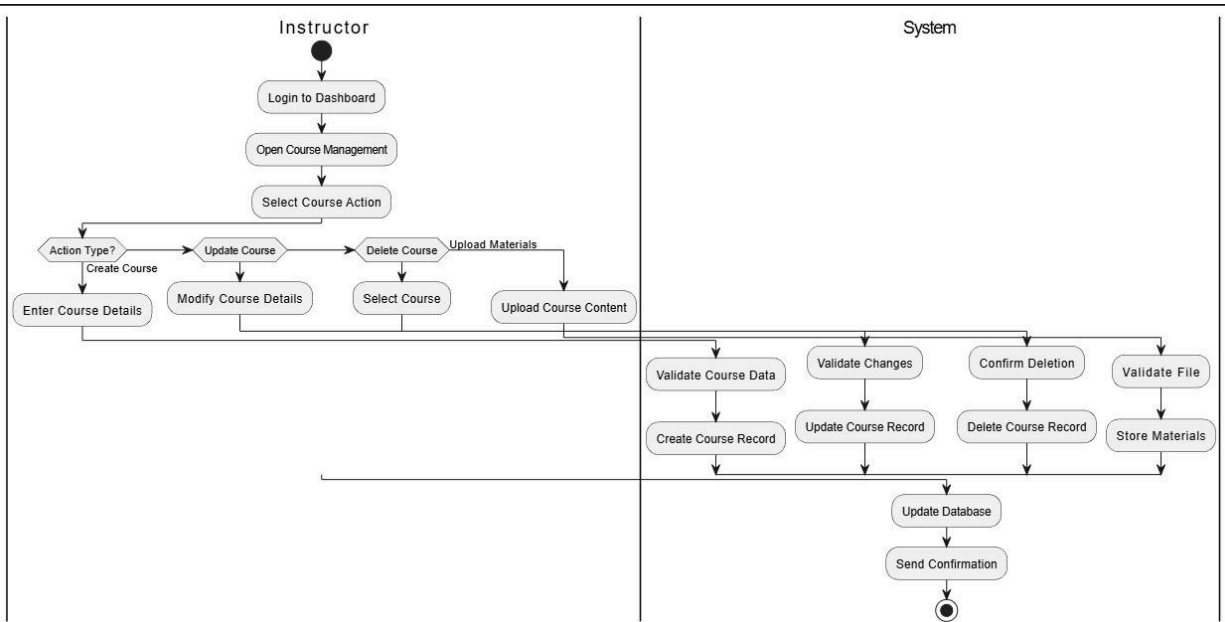 Instructor
System
Login to Dashboard
Open Course Management
Select Course Action
Action Type?
Update Course
Delete Course
Upload Materials
Create Course
Enter Course Details
Modify Course Details
Select Course
Upload Course Content
Validate Course Data
Validate Changes
Confirm Deletion
Validate File
Create Course Record
Update Course Record
Delete Course Record
Store Materials
Update Database
Send Confirmation